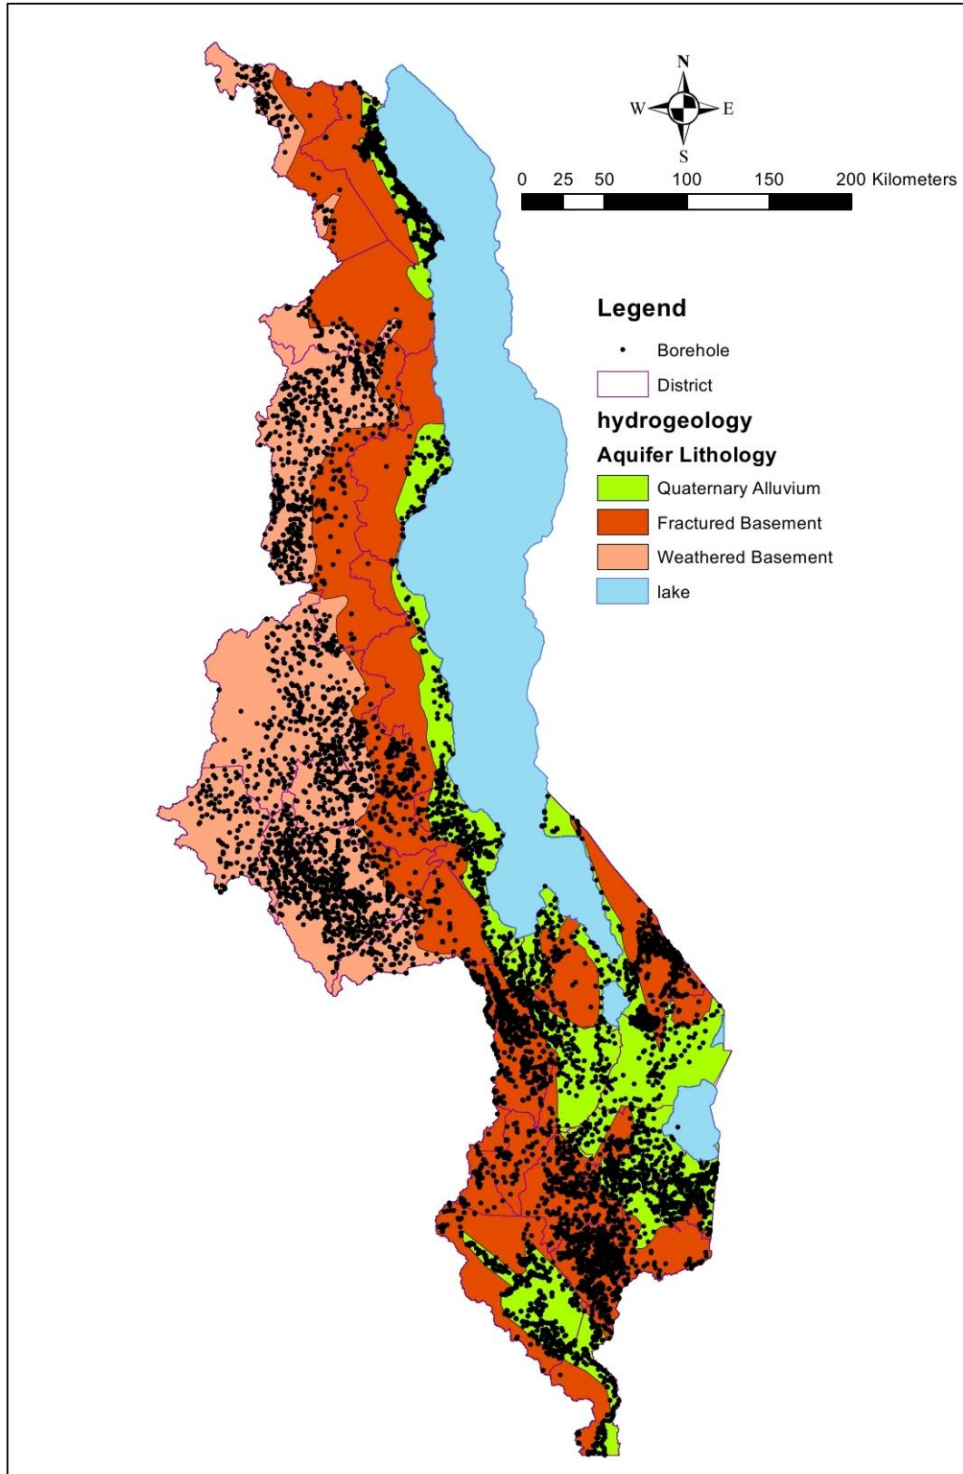 N
W E
S
0 25 50 100 150 200 Kilometers
Legend
Borehole
District
hydrogeology
Aquifer Lithology
Quaternary Alluvium
Fractured Basement
Weathered Basement
lake